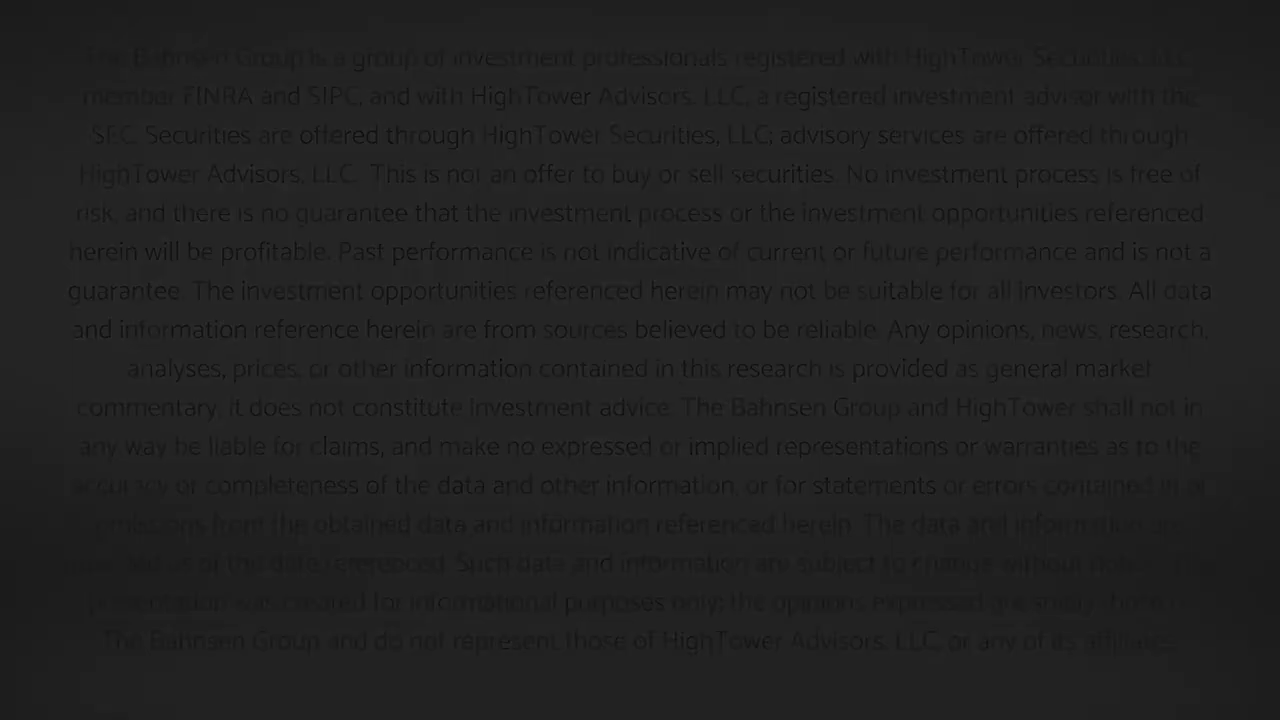 The Bahnsen Group is a group of investment professionals registered with HighTower Securities, LLC,
member FINRA and SIPC, and with HighTower Advisors, LLC, a registered investment advisor with the
SEC. Securities are offered through HighTower Securities, LLC; advisory services are offered through
HighTower Advisors, LLC. This is not an offer to buy or sell securities. No investment process is free of
risk, and there is no guarantee that the investment process or the investment opportunities referenced
herein will be profitable. Past performance is not indicative of current or future performance and is not a
guarantee. The investment opportunities referenced herein may not be suitable for all investors. All data
and information reference herein are from sources believed to be reliable. Any opinions, news, research,
analyses, prices, or other information contained in this research is provided as general market
commentary, it does not constitute investment advice. The Bahnsen Group and HighTower shall not in
any way be liable for claims, and make no expressed or implied representations or warranties as to the
accuracy or completeness of the data and other information, or for statements or errors contained in or
omissions from the obtained data and information referenced herein. The data and information are
as of the date referenced. Such data and information are subject to change without notice.
presentation was created for informational purposes only; the opinions expressed are solely those
The Bahnsen Group and do not represent those of HighTower Advisors, LLC, or any of its affiliates.